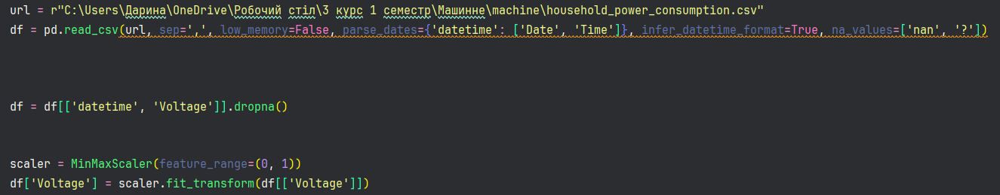 url = r"C:\Users\Дарина\OneDrive\Робочий стіл\3 курс 1 семестр\Машинне\machine\household_power_consumption.csv"
df = pd.read_csv(url, sep=',', low_memory=False, parse_dates={'datetime': ['Date', 'Time']}, infer_datetime_format=True, na_values=['nan', '?'])
df = df[['datetime', 'Voltage']].dropna()
scaler = MinMaxScaler(feature_range=(0, 1))
df['Voltage'] = scaler.fit_transform(df[['Voltage']])